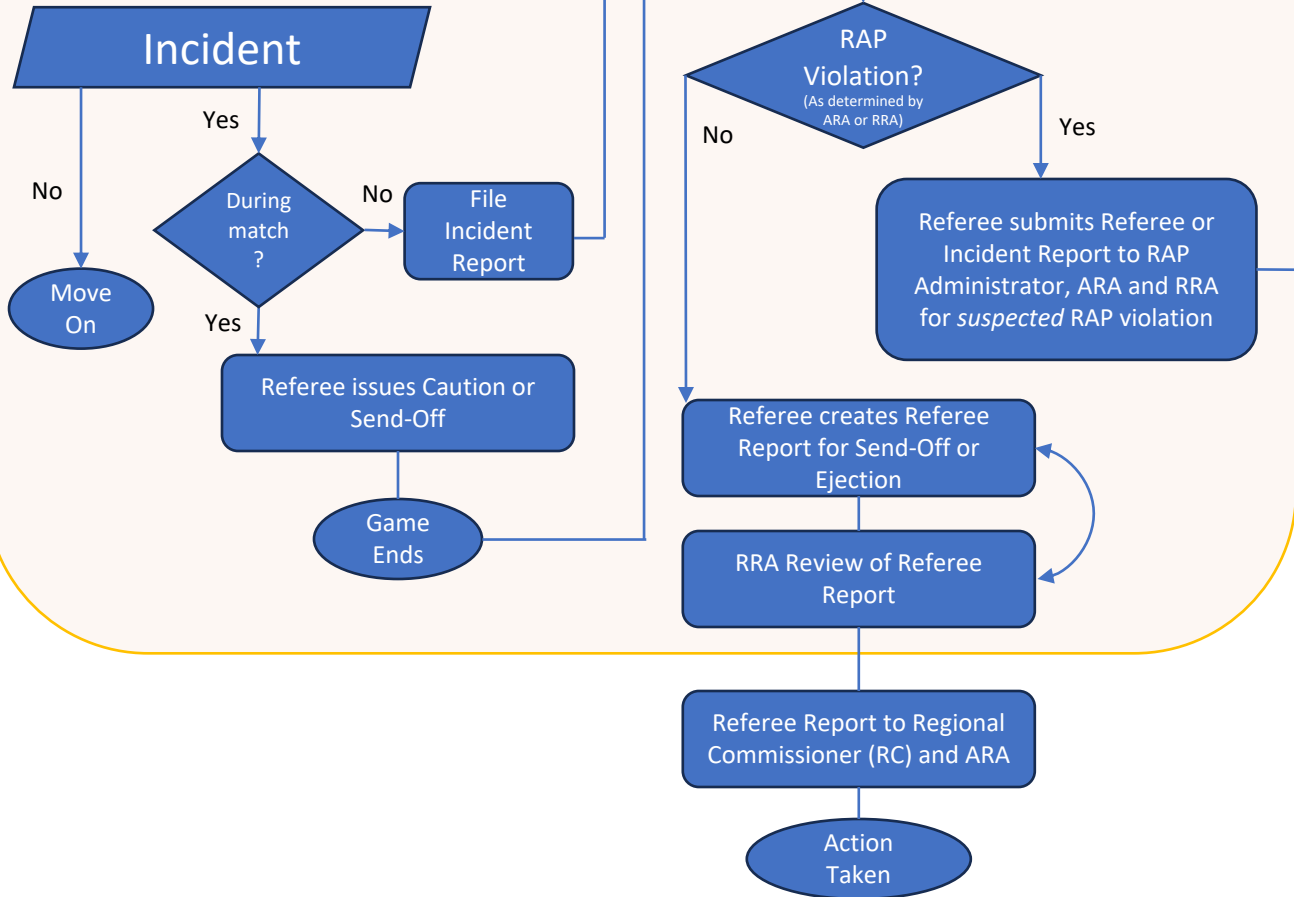 Incident
Yes
No
During
match
?
No
File
Incident
Report
Move
On
Yes
Referee issues Caution or
Send-Off
Game
Ends
RAP
Violation?
(As determined by
ARA or RRA)
No
Yes
Referee submits Referee or
Incident Report to RAP
Administrator, ARA and RRA
for suspected RAP violation
Referee creates Referee
Report for Send-Off or
Ejection
RRA Review of Referee
Report
Referee Report to Regional
Commissioner (RC) and ARA
Action
Taken